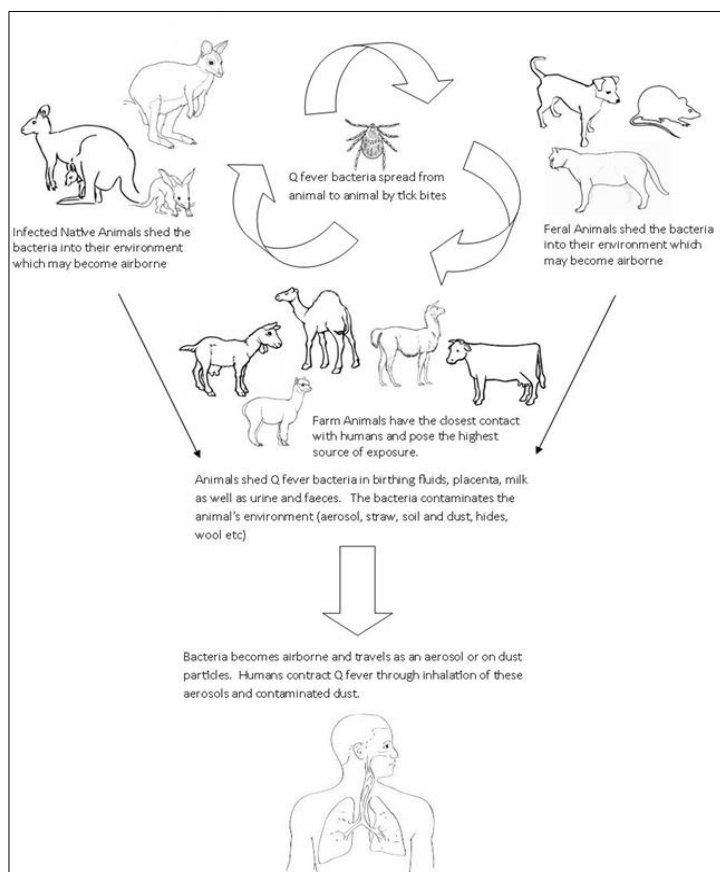 Q fever bacteria spread from
animal to animal by tick bites
Infected Native Animals shed the
bacteria into their environment
which may become airborne
Feral Animals shed the bacteria
into their environment which
may become airborne
Farm Animals have the closest contact
with humans and pose the highest
source of exposure.
Animals shed Q fever bacteria in birthing fluids, placenta, milk
as well as urine and faeces.   The bacteria contaminates the
animal's environment (aerosol, straw, soil and dust, hides,
wool etc)
Bacteria becomes airborne and travels as an aerosol or on dust
particles.  Humans contract Q fever through inhalation of these
aerosols and contaminated dust.